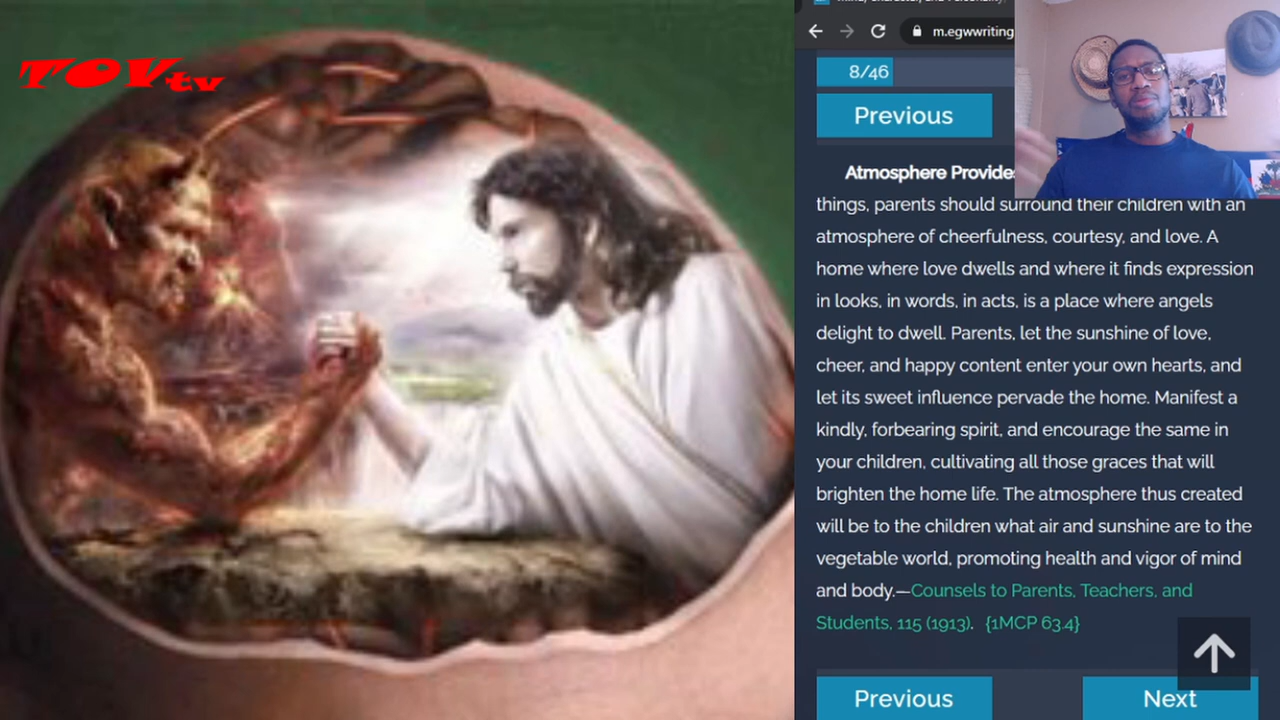 TOVtv
m.egwwriting
8/46
Previous
Atmosphere Provides
things, parents should surround their children with an
atmosphere of cheerfulness, courtesy, and love. A
home where love dwells and where it finds expression
in looks, in words, in acts, is a place where angels
delight to dwell. Parents, let the sunshine of love,
cheer, and happy content enter your own hearts, and
let its sweet influence pervade the home. Manifest a
kindly, forbearing spirit, and encourage the same in
your children, cultivating all those graces that will
brighten the home life. The atmosphere thus created
will be to the children what air and sunshine are to the
vegetable world, promoting health and vigor of mind
and body.—Counsels to Parents, Teachers, and
Students, 115 (1913). {1MCP 63.4}
Previous
Next